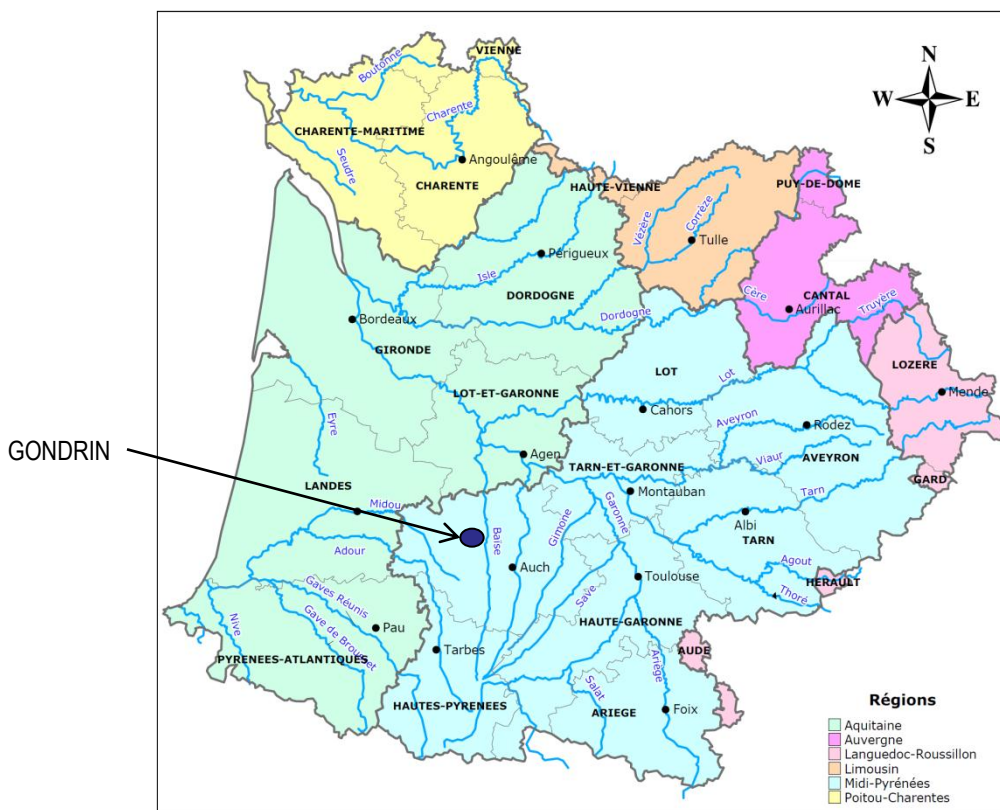 VIENNE
Boutonne
N
W E
S
CHARENTE-MARITIME
Charente
Seudre
Angoulême
CHARENTE
HAUTE-VIENNE
PUY-DE-DOME
Vézère
Corrèze
Tulle
Périgueux
Isle
DORDOGNE
Cère
CANTAL
Aurillac
Truyère
Bordeaux
Dordogne
GIRONDE
LOZERE
LOT
Lot
Mende
LOT-ET-GARONNE
Cahors
Aveyron
Rodez
Eyre
GONDRIN
Agen
TARN-ET-GARONNE
Viaur
AVEYRON
GARD
LANDES
Midou
Montauban
Tarn
Garonne
Albi
TARN
Baise
Gimone
Adour
Auch
Agout
HERAULT
Toulouse
Thoré
Gaves Réunis
Save
Nive
Pau
HAUTE-GARONNE
AUDE
Tarbes
PYRENEES-ATLANTIQUES
Ariège
Salat
HAUTES-PYRENEES
ARIEGE
Foix
Régions
Aquitaine
Auvergne
Languedoc-Roussillon
Limousin
Midi-Pyrénées
Poitou-Charentes
Gave de